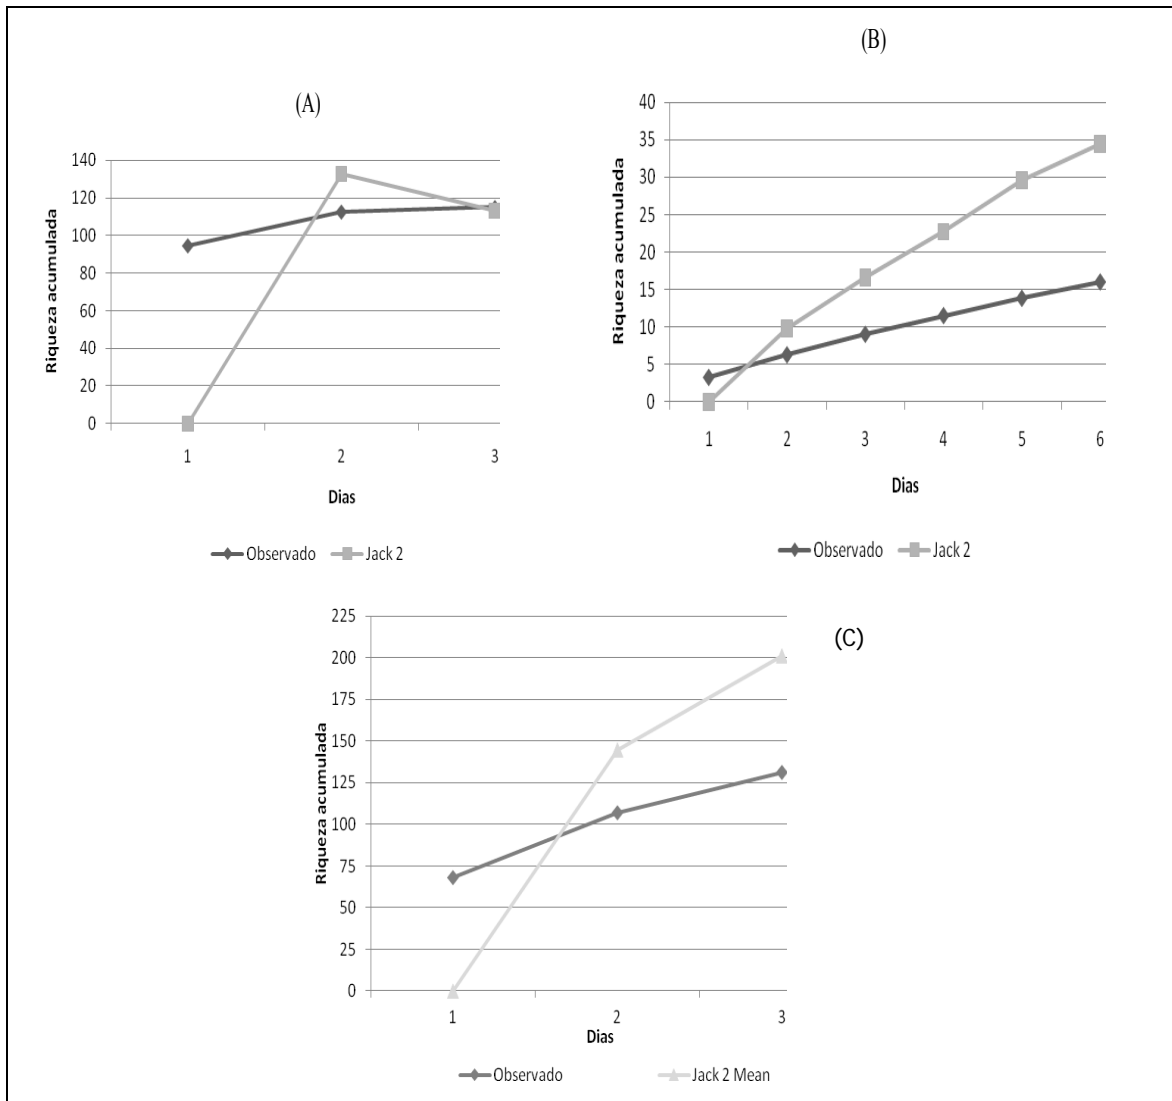 (A)
Riqueza acumulada
140
120
100
80
60
40
20
0
1 2 3
Dias
Observado Jack 2
(B)
Riqueza acumulada
40
35
30
25
20
15
10
5
0
1 2 3 4 5 6
Dias
Observado Jack 2
(C)
Riqueza acumulada
225
200
175
150
125
100
75
50
25
0
1 2 3
Dias
Observado Jack 2 Mean